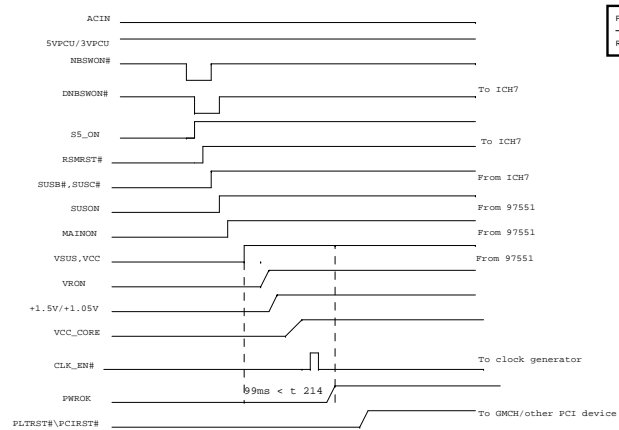 ACIN
5VPCU/3VPCU
NBSWON#
DNBSWON#
To ICH7
S5_ON
To ICH7
RSMRST#
From ICH7
SUSB#,SUSC#
SUSON
From 97551
MAINON
From 97551
VSUS,VCC
From 97551
VRON
+1.5V/+1.05V
VCC_CORE
CLK_EN#
To clock generator
99ms < t 214
PWROK
PLTRST#\PCIRST#
To GMCH/other PCI device